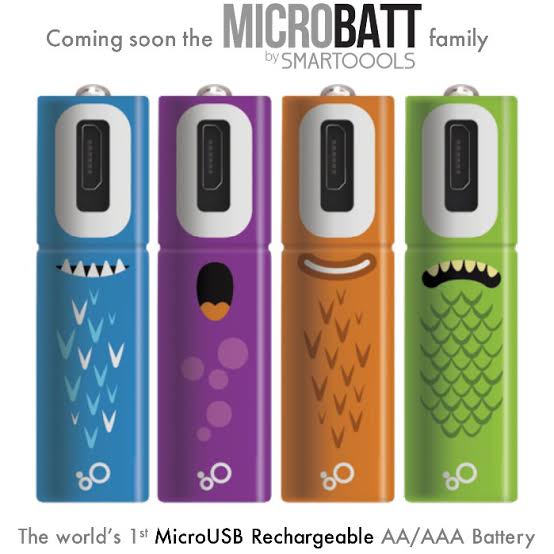 Coming soon the MICROBATT family
by SMARTOOOLS
The world's 1st MicroUSB Rechargeable AA/AAA Battery